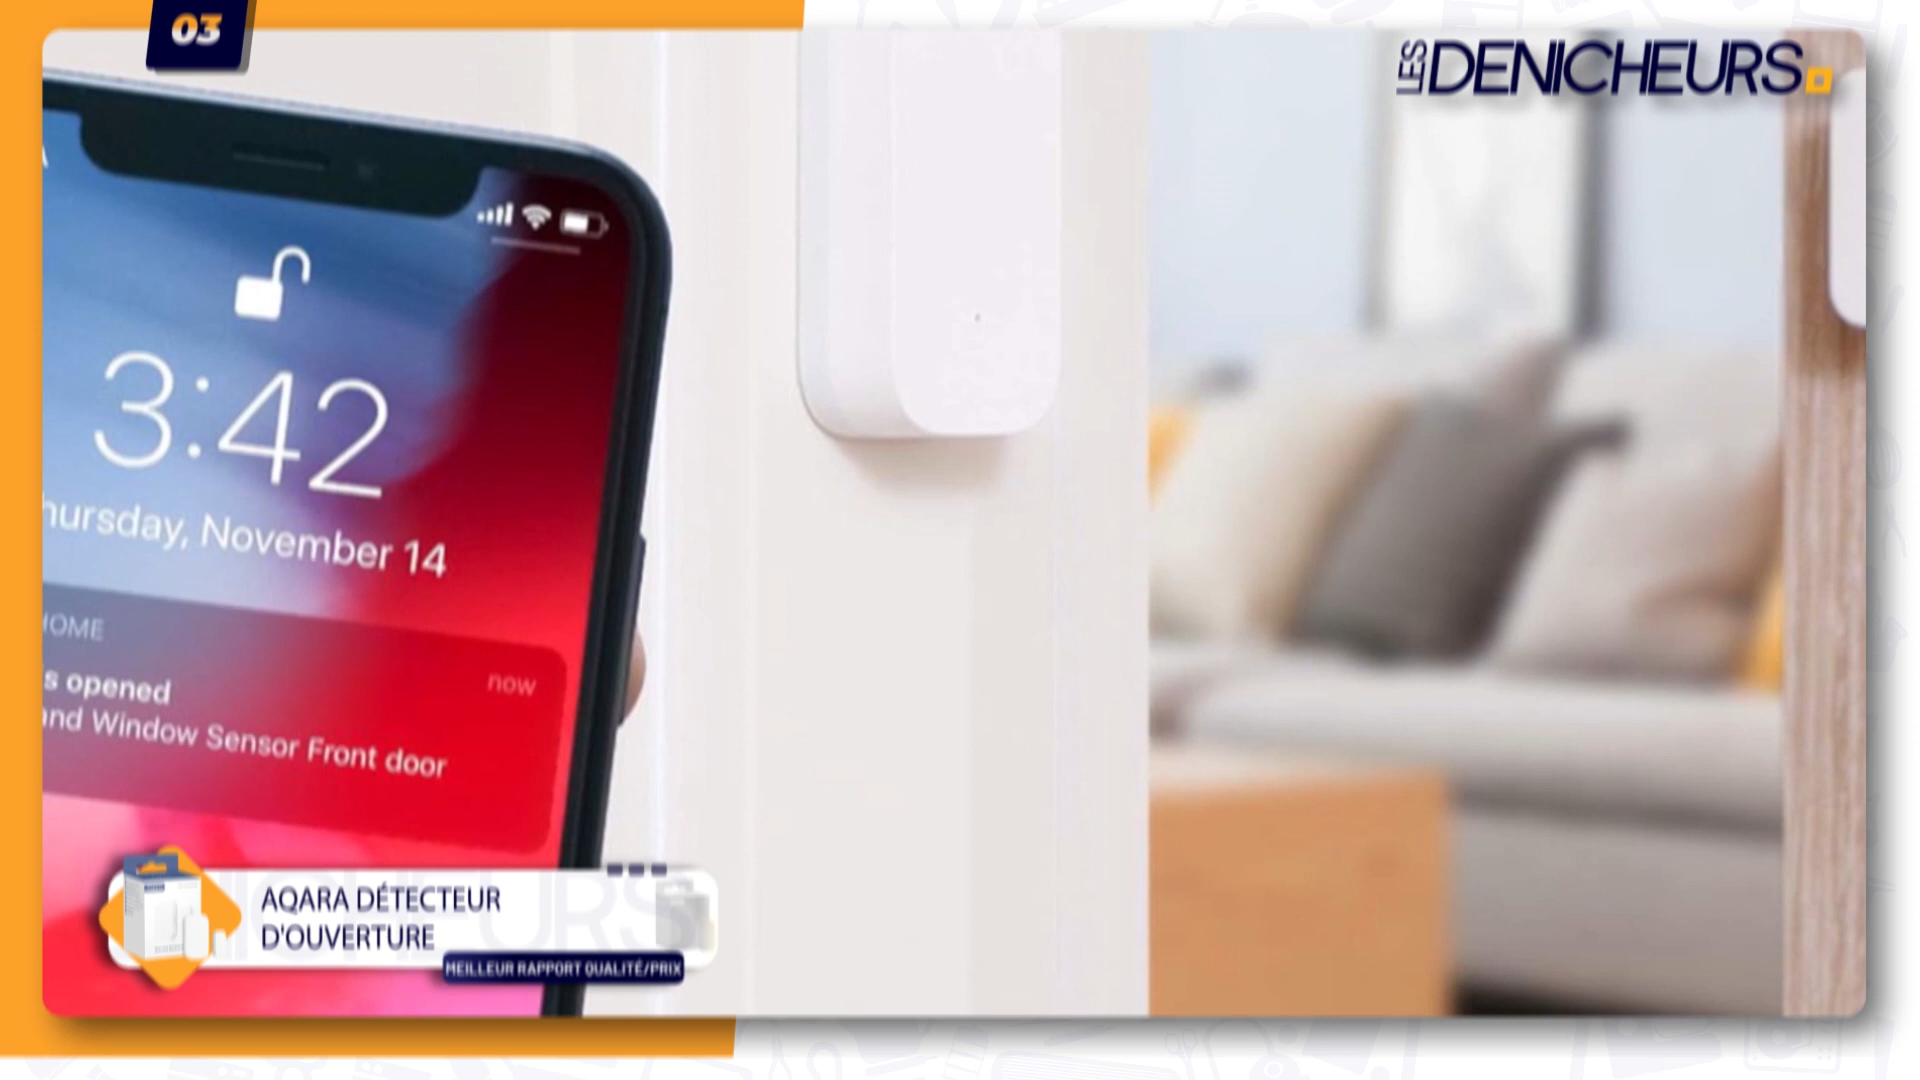 03
LES DENICHEURS
3:42
hursday, November 14
HOME
s opened
now
and Window Sensor Front door
AQARA DÉTECTEUR
D'OUVERTURE
MEILLEUR RAPPORT QUALITÉ/PRIX